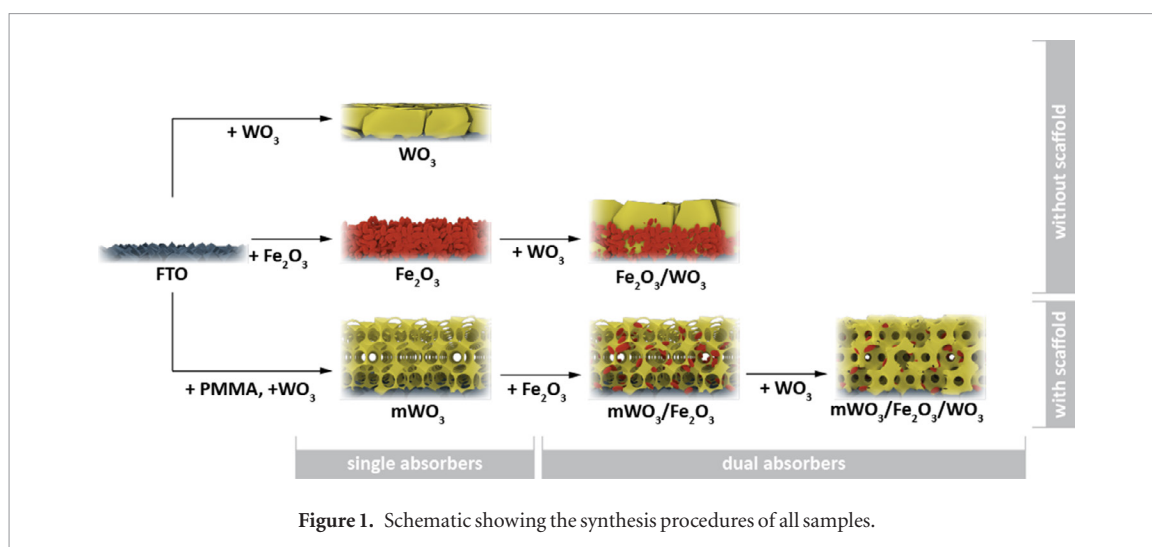 + WO₃
WO₃
FTO
+ Fe₂O₃
Fe₂O₃
+ WO₃
Fe₂O₃/WO₃
+ PMMA, +WO₃
mWO₃
+ Fe₂O₃
mWO₃/Fe₂O₃
+ WO₃
mWO₃/Fe₂O₃/WO₃
without scaffold
with scaffold
single absorbers
dual absorbers
Figure 1. Schematic showing the synthesis procedures of all samples.